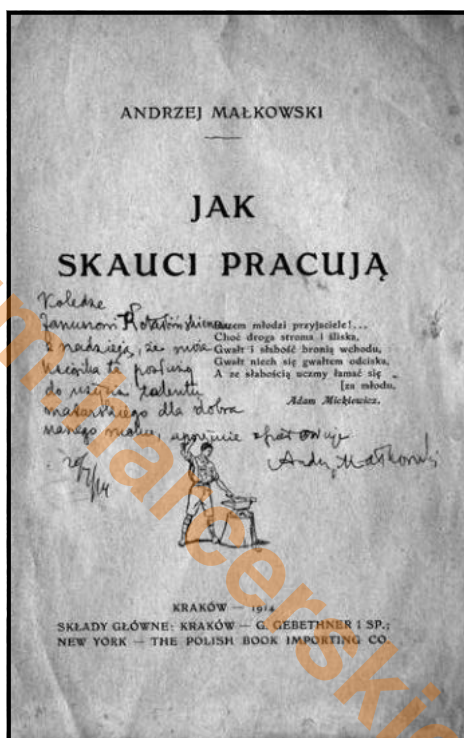 ANDRZEJ MAŁKOWSKI
JAK
SKAUCI PRACUJĄ
Koledze
Januszowi
Razem młodzi przyjaciele!...
z nadzieją, że może
Choć droga stroma i śliska,
Gwałt i słabość bronią wchodu,
książka ta posłuży
Gwałt niech się gwałtem odciska,
do użycia talentu
A ze słabością uczmy łamać się
[za młodu.
malarskiego dla dobra
Adam Mickiewicz.
naszego ruchu, uprzejmie ofiarowuje
Andrzej Małkowski
KRAKÓW — 1914
SKŁADY GŁÓWNE: KRAKÓW — G. GEBETHNER I SP.;
NEW YORK — THE POLISH BOOK IMPORTING CO.